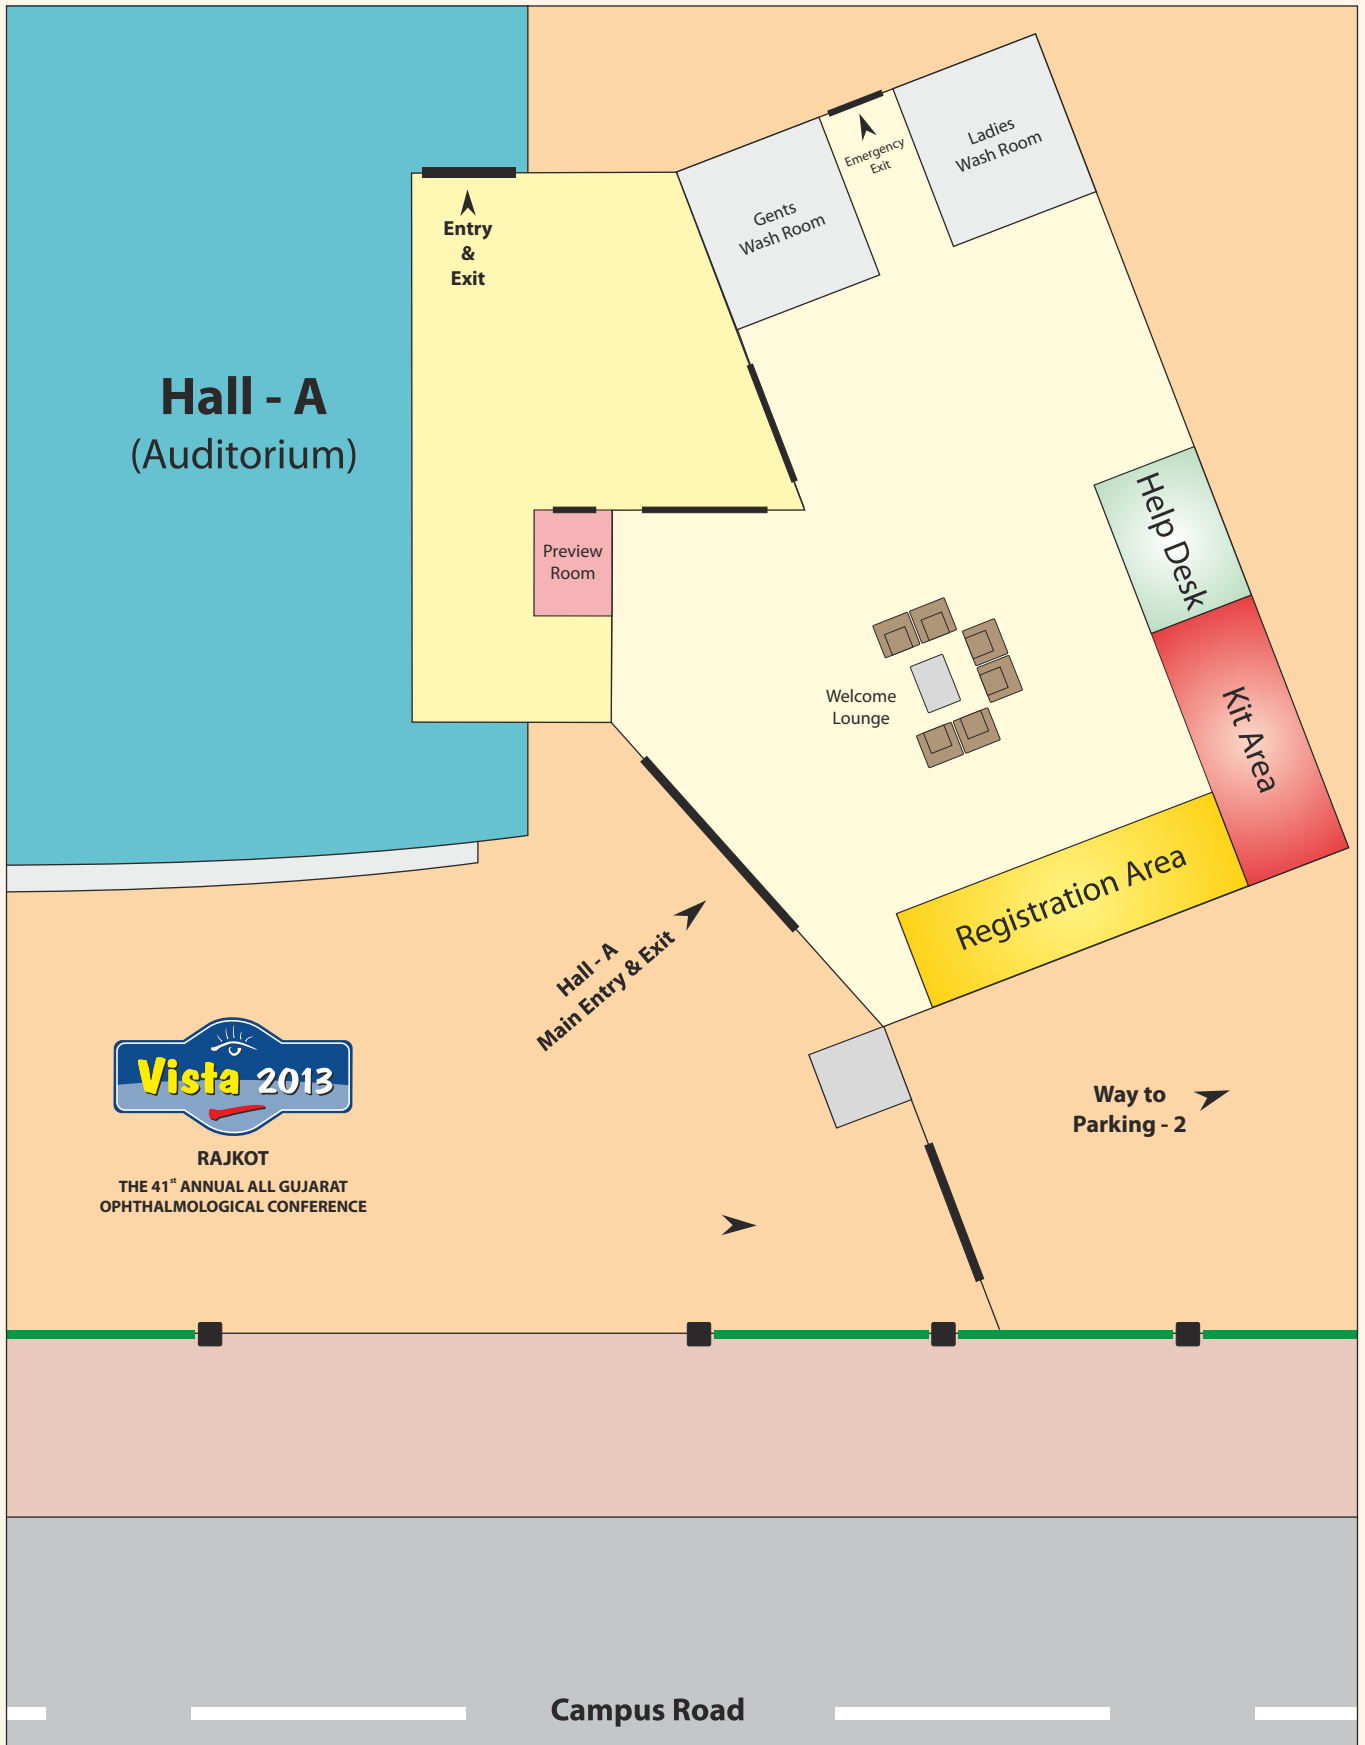 Ladies
Wash Room
Emergency
Exit
Gents
Wash Room
Entry
&
Exit
Hall - A
(Auditorium)
Help Desk
Preview
Room
Kit Area
Welcome
Lounge
Registration Area
Hall - A
Main Entry & Exit
Vista 2013
RAJKOT
THE 41st ANNUAL ALL GUJARAT
OPHTHALMOLOGICAL CONFERENCE
Way to
Parking - 2
Campus Road